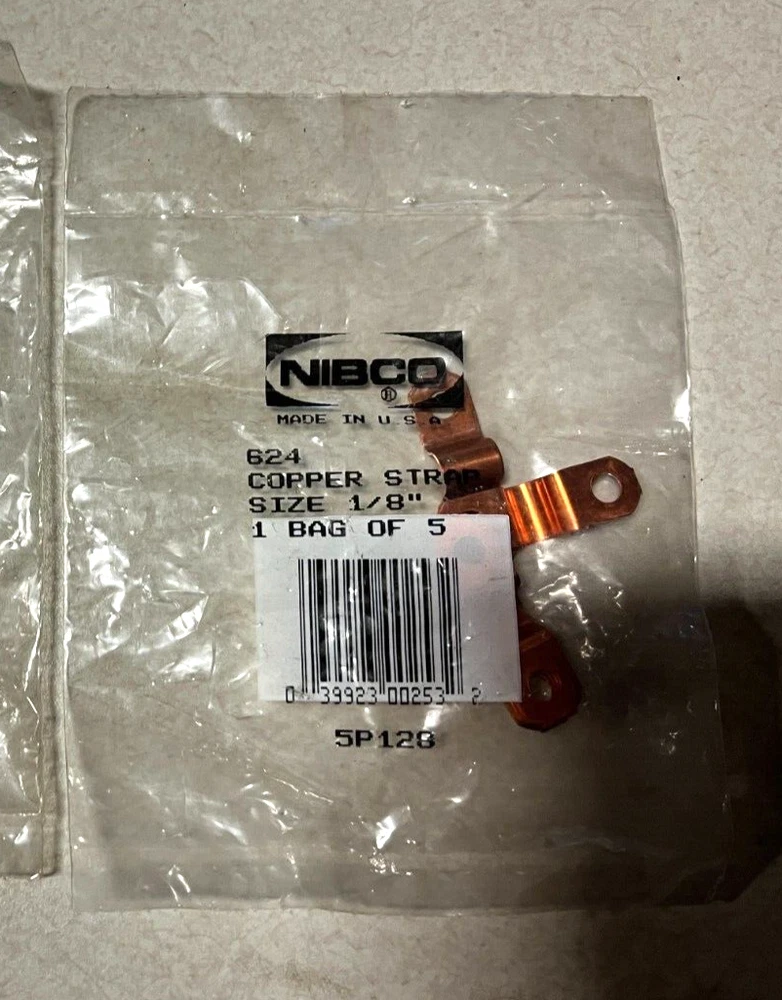 NIBCO®
MADE IN U.S.A
624
COPPER STRAP
SIZE 1/8"
1 BAG OF 5
0 39923 00253 2
5P128